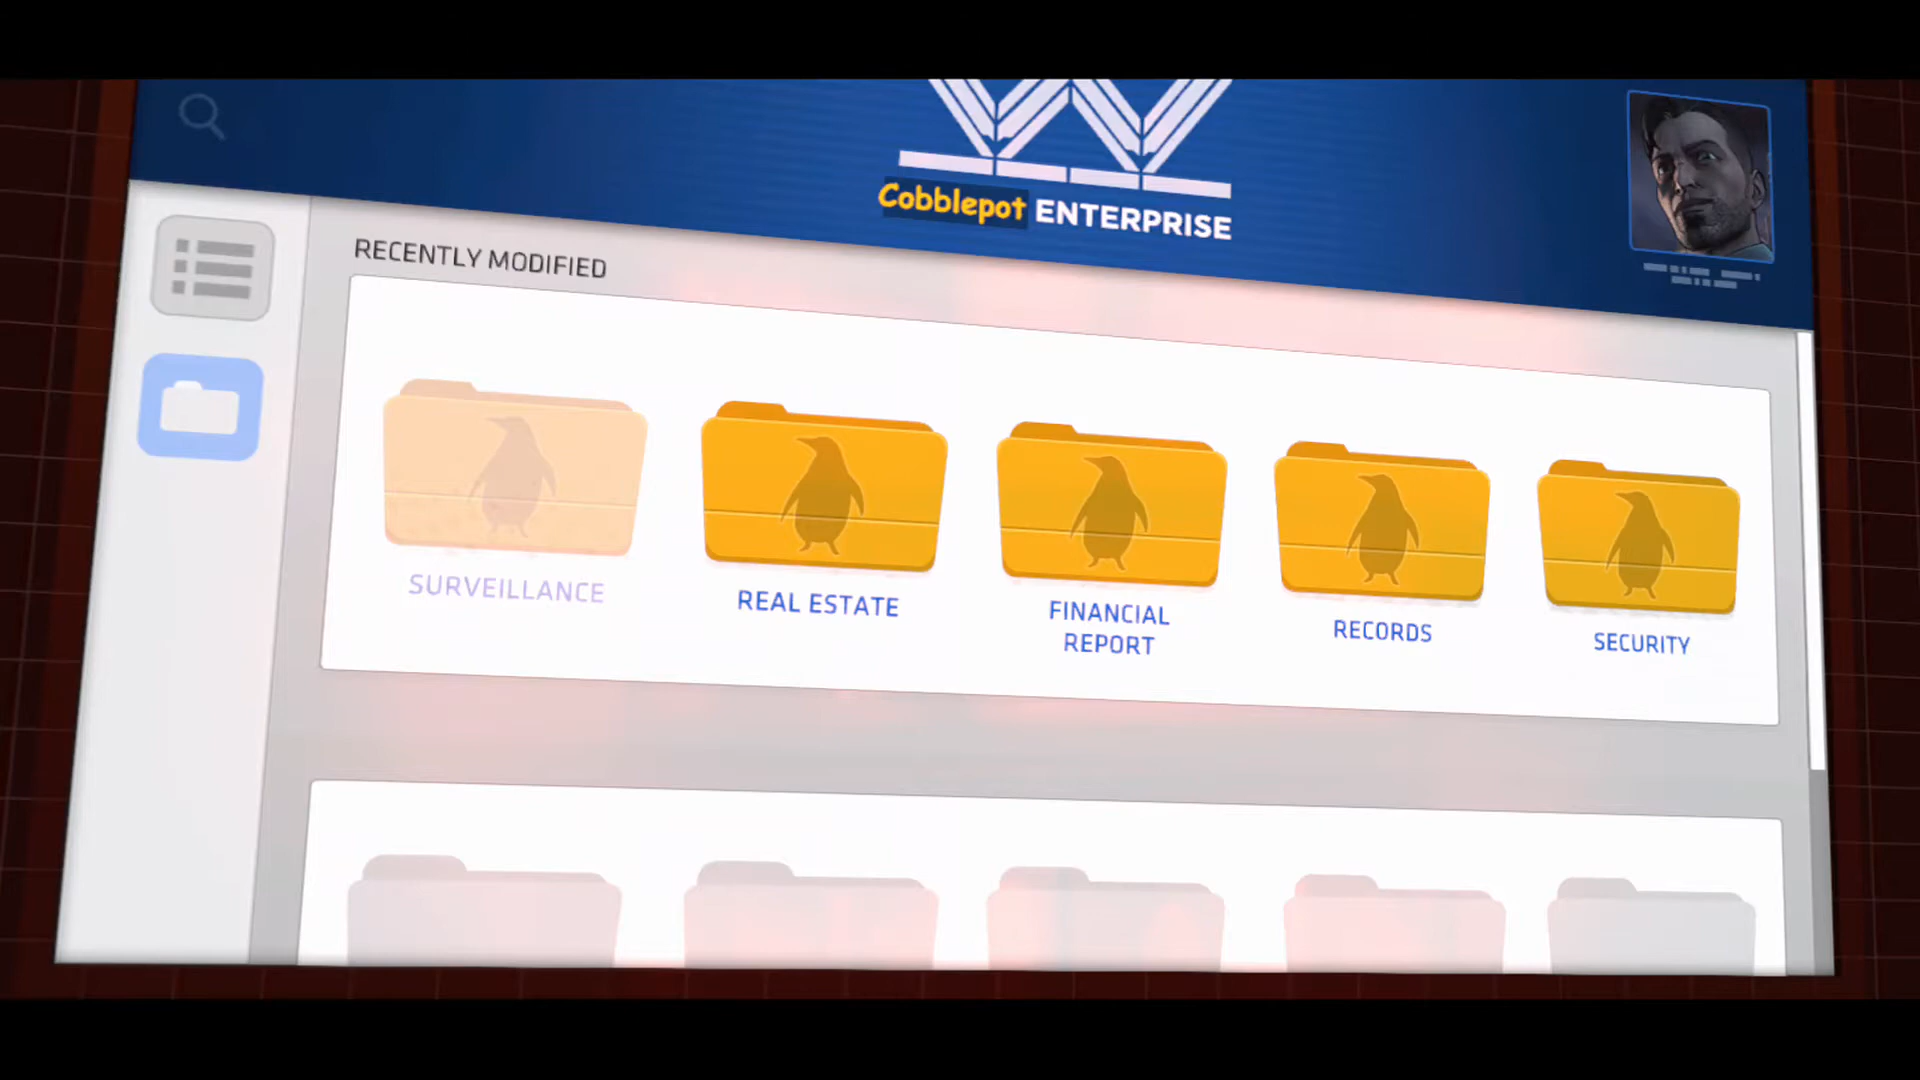 Cobblepot ENTERPRISE
RECENTLY MODIFIED
SURVEILLANCE
REAL ESTATE
FINANCIAL
REPORT
RECORDS
SECURITY